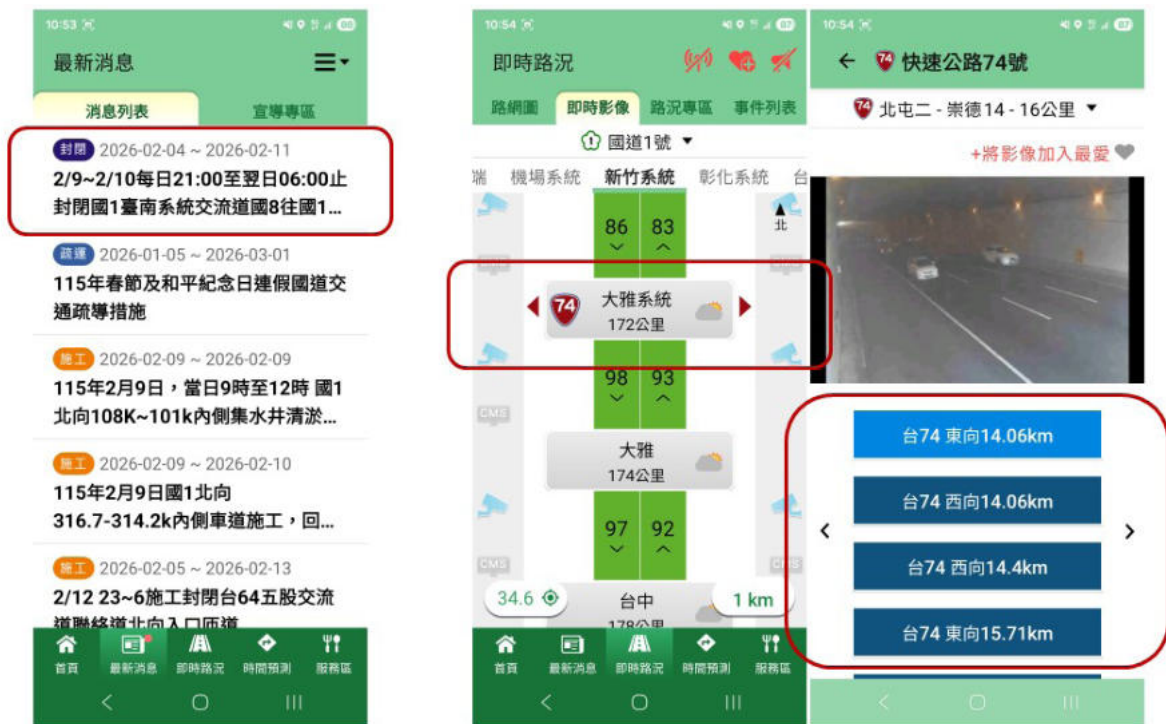 10:53
88
最新消息
消息列表
宣導專區
封閉 2026-02-04 ~ 2026-02-11
2/9~2/10每日21:00至翌日06:00止
封閉國1臺南系統交流道國8往國1...
疏運 2026-01-05 ~ 2026-03-01
115年春節及和平紀念日連假國道交
通疏導措施
施工 2026-02-09 ~ 2026-02-09
115年2月9日，當日9時至12時 國1
北向108K~101k內側集水井清淤...
施工 2026-02-09 ~ 2026-02-10
115年2月9日國1北向
316.7-314.2k內側車道施工，回...
施工 2026-02-05 ~ 2026-02-13
2/12 23~6施工封閉台64五股交流
道聯絡道北向入口匝道
首頁 最新消息 即時路況 時間預測 服務區
10:54
87
即時路況
路網圖 即時影像 路況專區 事件列表
1 國道1號
端 機場系統 新竹系統 彰化系統 台
北
86 83
74 大雅系統
172公里
98 93
CMS
大雅
174公里
97 92
CMS
34.6
台中
178公里
1 km
首頁 最新消息 即時路況 時間預測 服務區
10:54
87
74 快速公路74號
74 北屯二 - 崇德 14 - 16公里
+將影像加入最愛
台74 東向14.06km
台74 西向14.06km
台74 西向14.4km
台74 東向15.71km